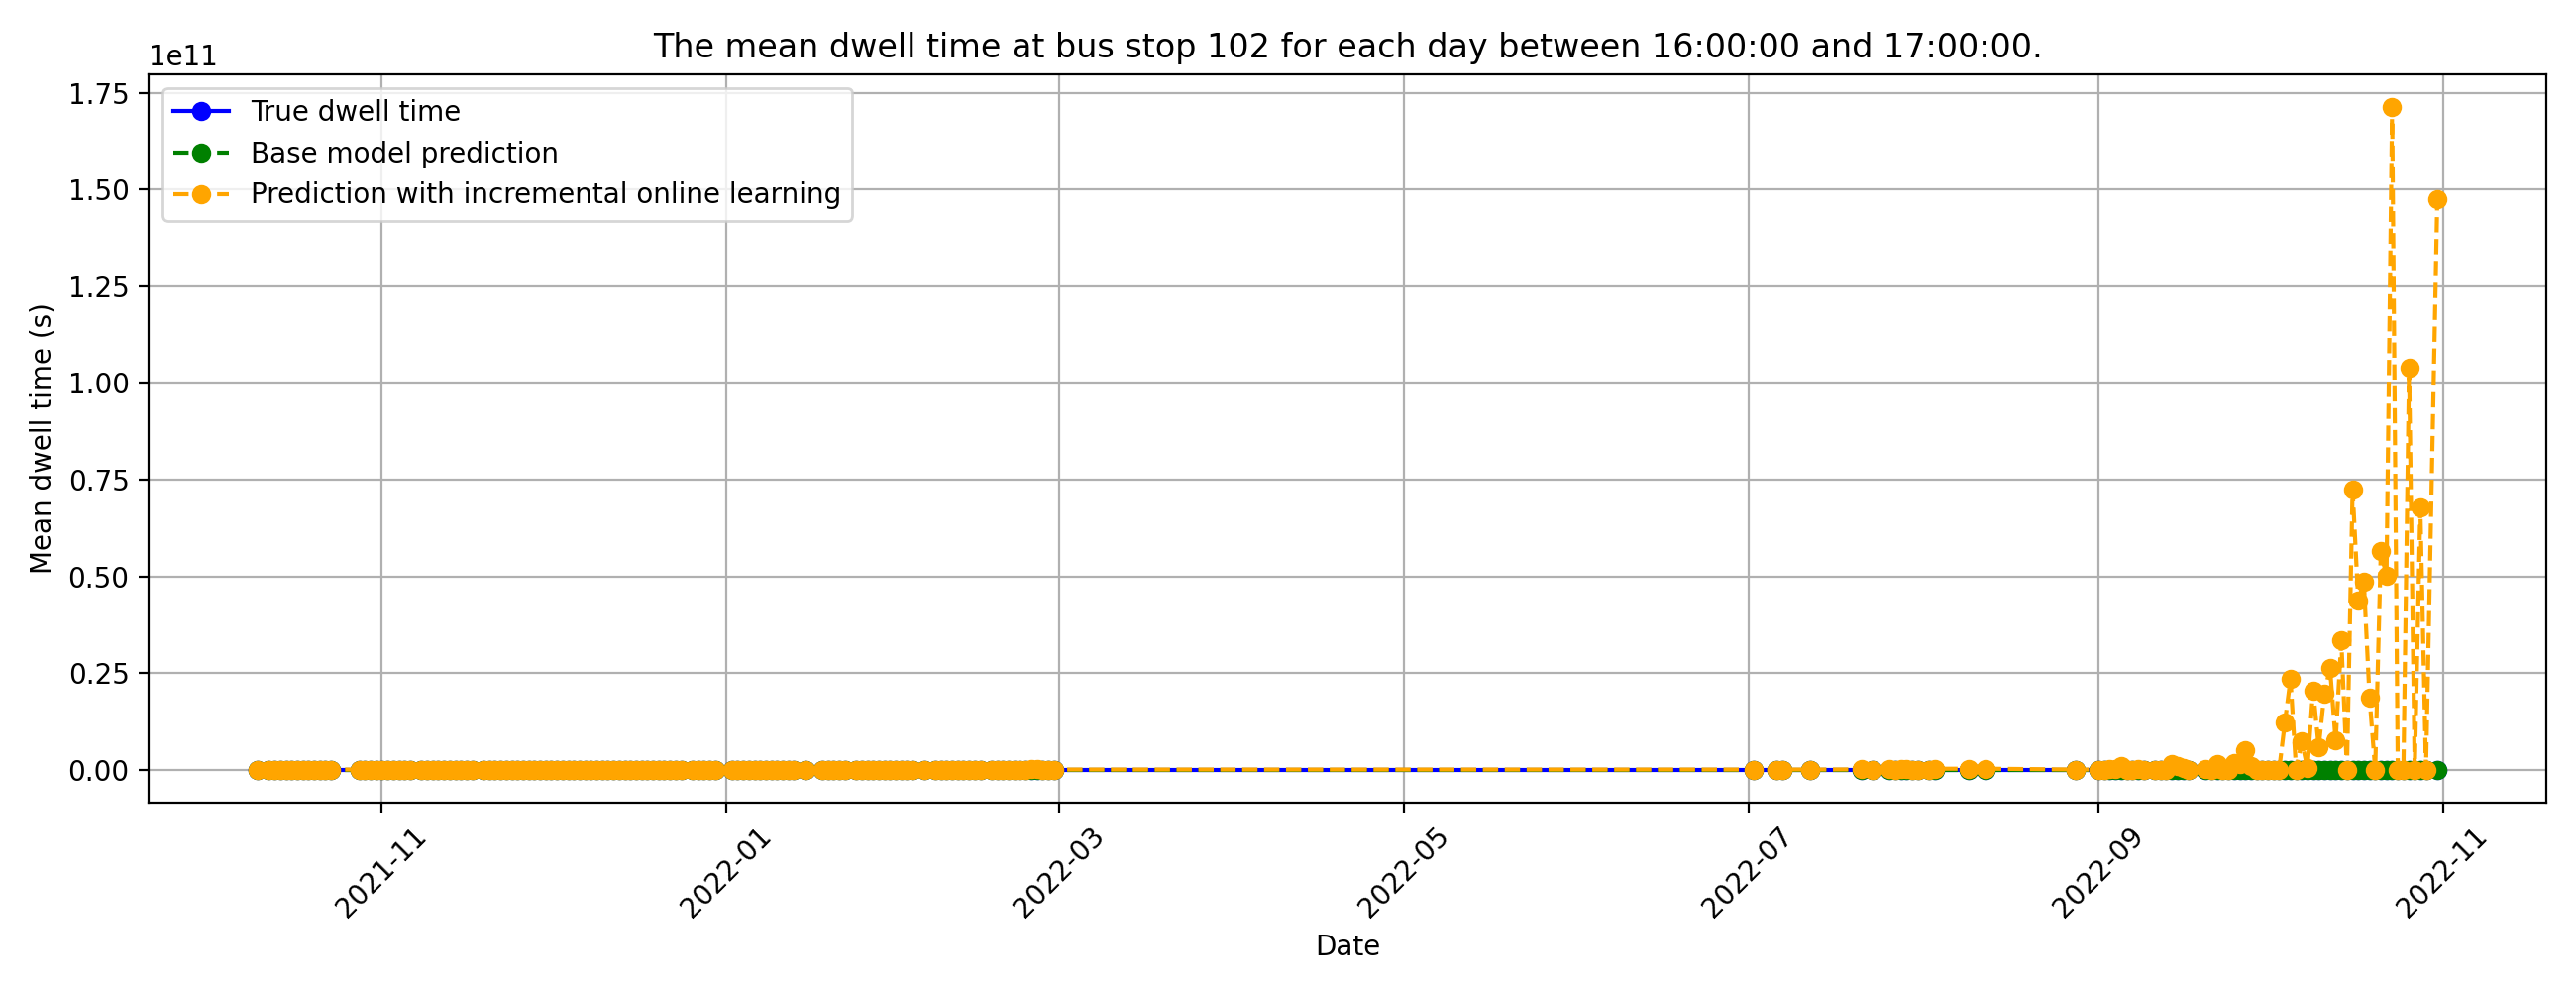 The mean dwell time at bus stop 102 for each day between 16:00:00 and 17:00:00.
1e11
1.75
1.50
1.25
1.00
0.75
0.50
0.25
0.00
Mean dwell time (s)
True dwell time
Base model prediction
Prediction with incremental online learning
2021-11
2022-01
2022-03
2022-05
2022-07
2022-09
2022-11
Date